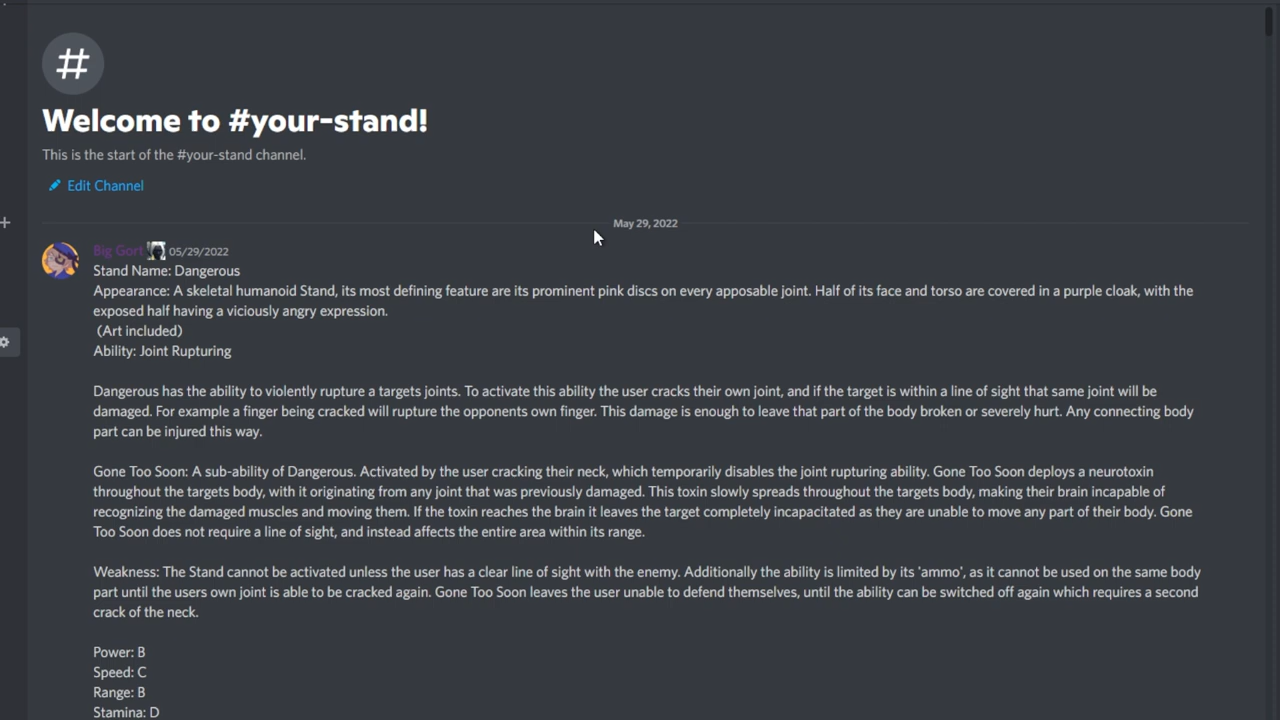 #
Welcome to #your-stand!
This is the start of the #your-stand channel.
Edit Channel
May 29, 2022
Big Gort 05/29/2022
Stand Name: Dangerous
Appearance: A skeletal humanoid Stand, its most defining feature are its prominent pink discs on every apposable joint. Half of its face and torso are covered in a purple cloak, with the
exposed half having a viciously angry expression.
(Art included)
Ability: Joint Rupturing
Dangerous has the ability to violently rupture a targets joints. To activate this ability the user cracks their own joint, and if the target is within a line of sight that same joint will be
damaged. For example a finger being cracked will rupture the opponents own finger. This damage is enough to leave that part of the body broken or severely hurt. Any connecting body
part can be injured this way.
Gone Too Soon: A sub-ability of Dangerous. Activated by the user cracking their neck, which temporarily disables the joint rupturing ability. Gone Too Soon deploys a neurotoxin
throughout the targets body, with it originating from any joint that was previously damaged. This toxin slowly spreads throughout the targets body, making their brain incapable of
recognizing the damaged muscles and moving them. If the toxin reaches the brain it leaves the target completely incapacitated as they are unable to move any part of their body. Gone
Too Soon does not require a line of sight, and instead affects the entire area within its range.
Weakness: The Stand cannot be activated unless the user has a clear line of sight with the enemy. Additionally the ability is limited by its 'ammo', as it cannot be used on the same body
part until the users own joint is able to be cracked again. Gone Too Soon leaves the user unable to defend themselves, until the ability can be switched off again which requires a second
crack of the neck.
Power: B
Speed: C
Range: B
Stamina: D